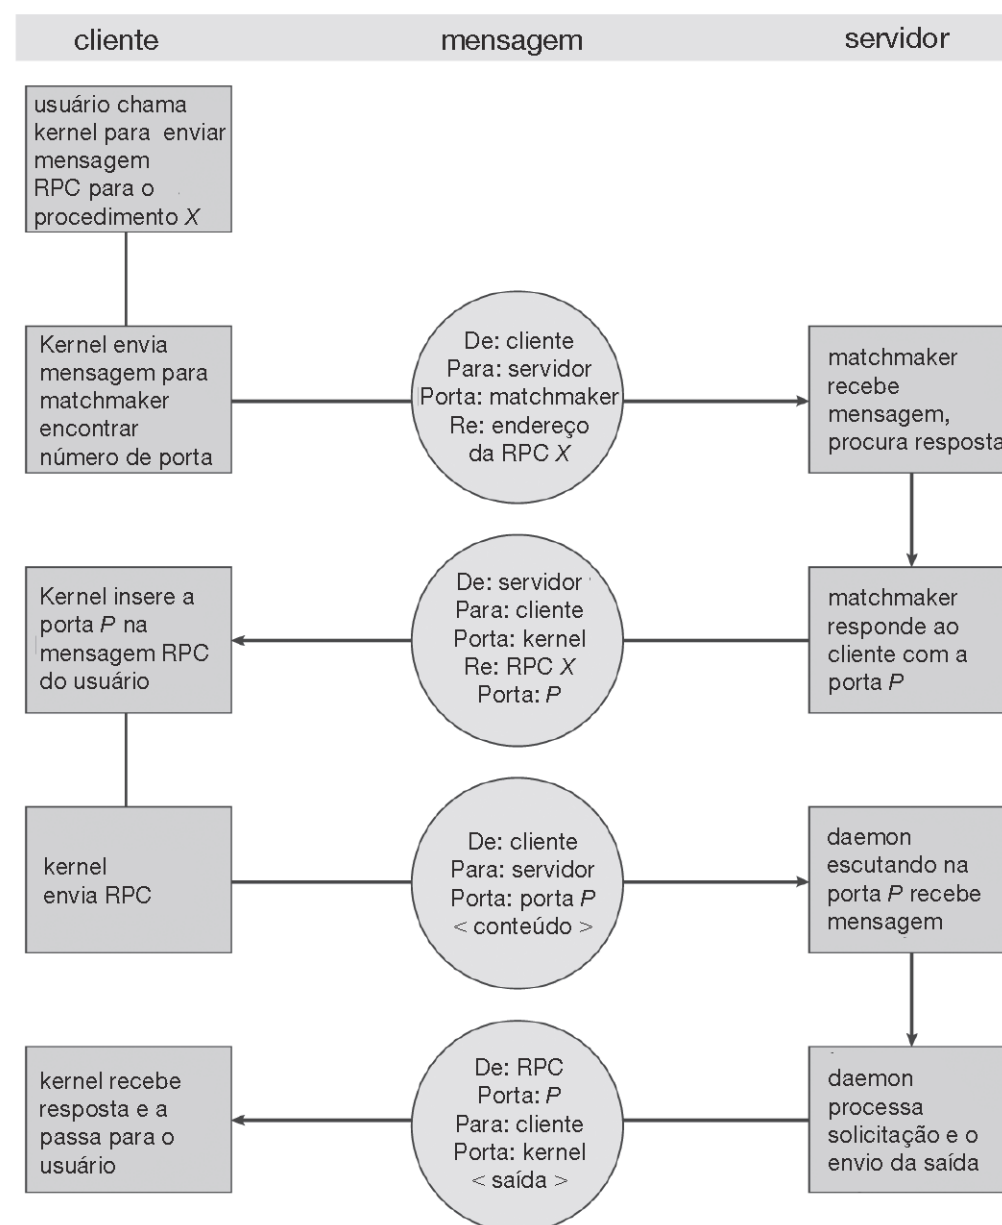 cliente
mensagem
servidor
usuário chama
kernel para enviar
mensagem
RPC para o
procedimento X
Kernel envia
mensagem para
matchmaker
encontrar
número de porta
De: cliente
Para: servidor
Porta: matchmaker
Re: endereço
da RPC X
matchmaker
recebe
mensagem,
procura resposta
Kernel insere a
porta P na
mensagem RPC
do usuário
De: servidor
Para: cliente
Porta: kernel
Re: RPC X
Porta: P
matchmaker
responde ao
cliente com a
porta P
kernel
envia RPC
De: cliente
Para: servidor
Porta: porta P
< conteúdo >
daemon
escutando na
porta P recebe
mensagem
kernel recebe
resposta e a
passa para o
usuário
De: RPC
Porta: P
Para: cliente
Porta: kernel
< saída >
daemon
processa
solicitação e o
envio da saída